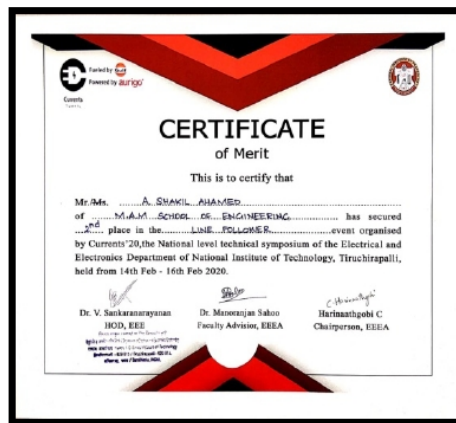 Fueled by Gulf
Powered by aurigo
Currents
CERTIFICATE
of Merit
This is to certify that
Mr./Ms. A. SHAKIL AHAMED
of M.A.M SCHOOL OF ENGINEERING has secured
2nd place in the LINE FOLLOWER event organised
by Currents'20,the National level technical symposium of the Electrical and
Electronics Department of National Institute of Technology, Tiruchirapalli,
held from 14th Feb - 16th Feb 2020.
Dr. V. Sankaranarayanan Dr. Manoranjan Sahoo Harinaathgobi C
HOD, EEE Faculty Advisior, EEEA Chairperson, EEEA